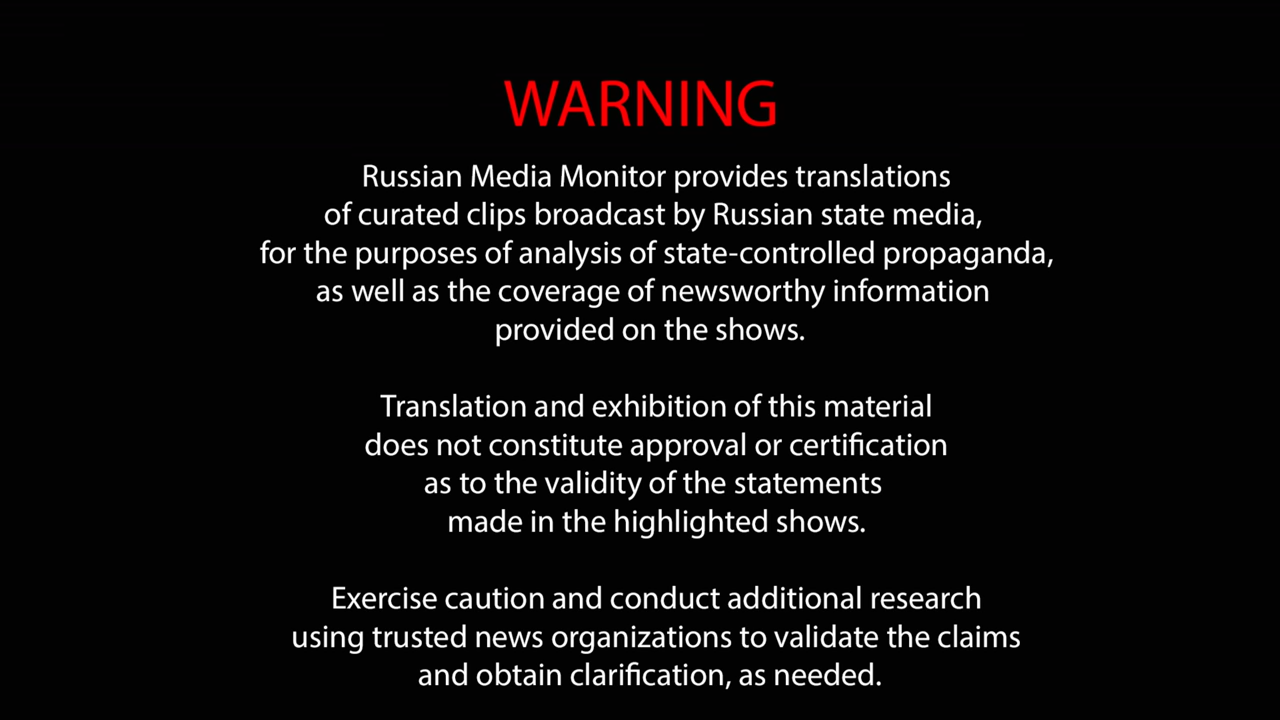 WARNING
Russian Media Monitor provides translations
of curated clips broadcast by Russian state media,
for the purposes of analysis of state-controlled propaganda,
as well as the coverage of newsworthy information
provided on the shows.
Translation and exhibition of this material
does not constitute approval or certification
as to the validity of the statements
made in the highlighted shows.
Exercise caution and conduct additional research
using trusted news organizations to validate the claims
and obtain clarification, as needed.